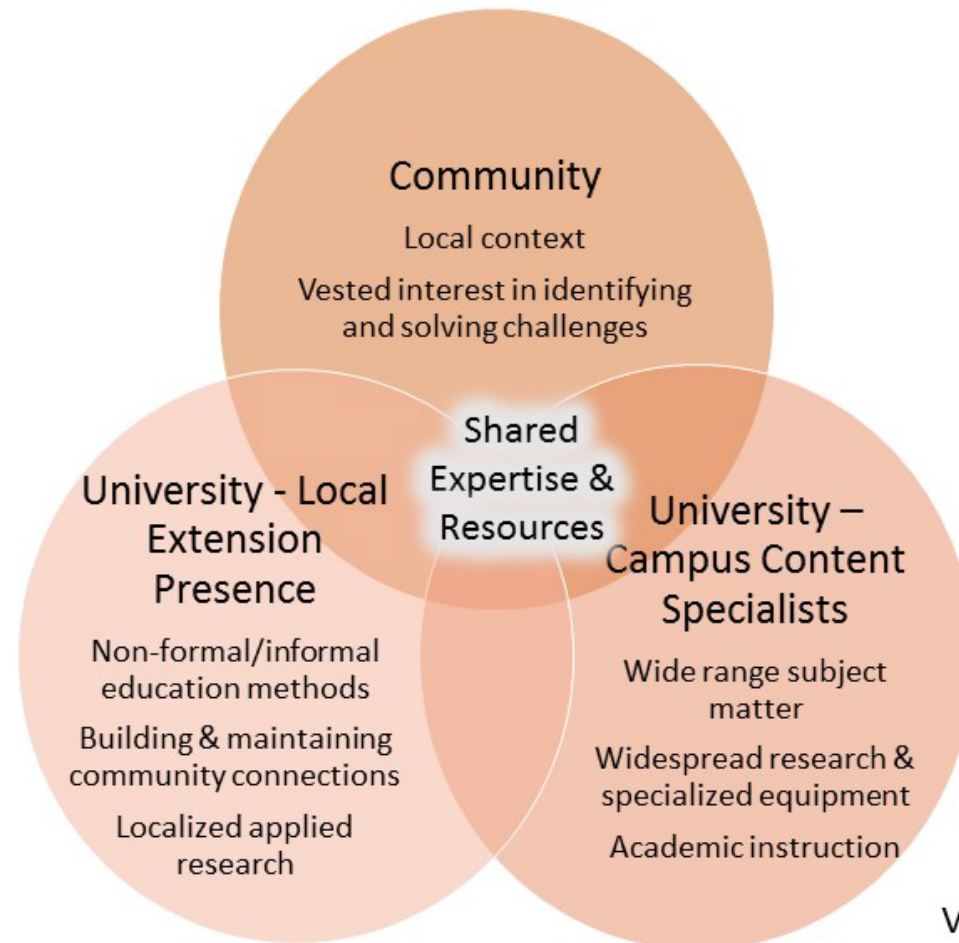 Community
Local context
Vested interest in identifying
and solving challenges
Shared
Expertise &
Resources
University - Local
Extension
Presence
Non-formal/informal
education methods
Building & maintaining
community connections
Localized applied
research
University –
Campus Content
Specialists
Wide range subject
matter
Widespread research &
specialized equipment
Academic instruction
V